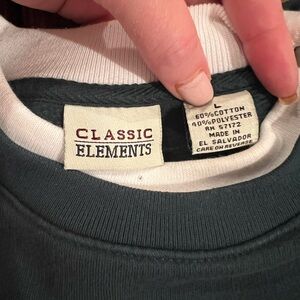 CLASSIC
ELEMENTS
L
60% COTTON
40% POLYESTER
RN 57172
MADE IN
EL SALVADOR
CARE ON REVERSE